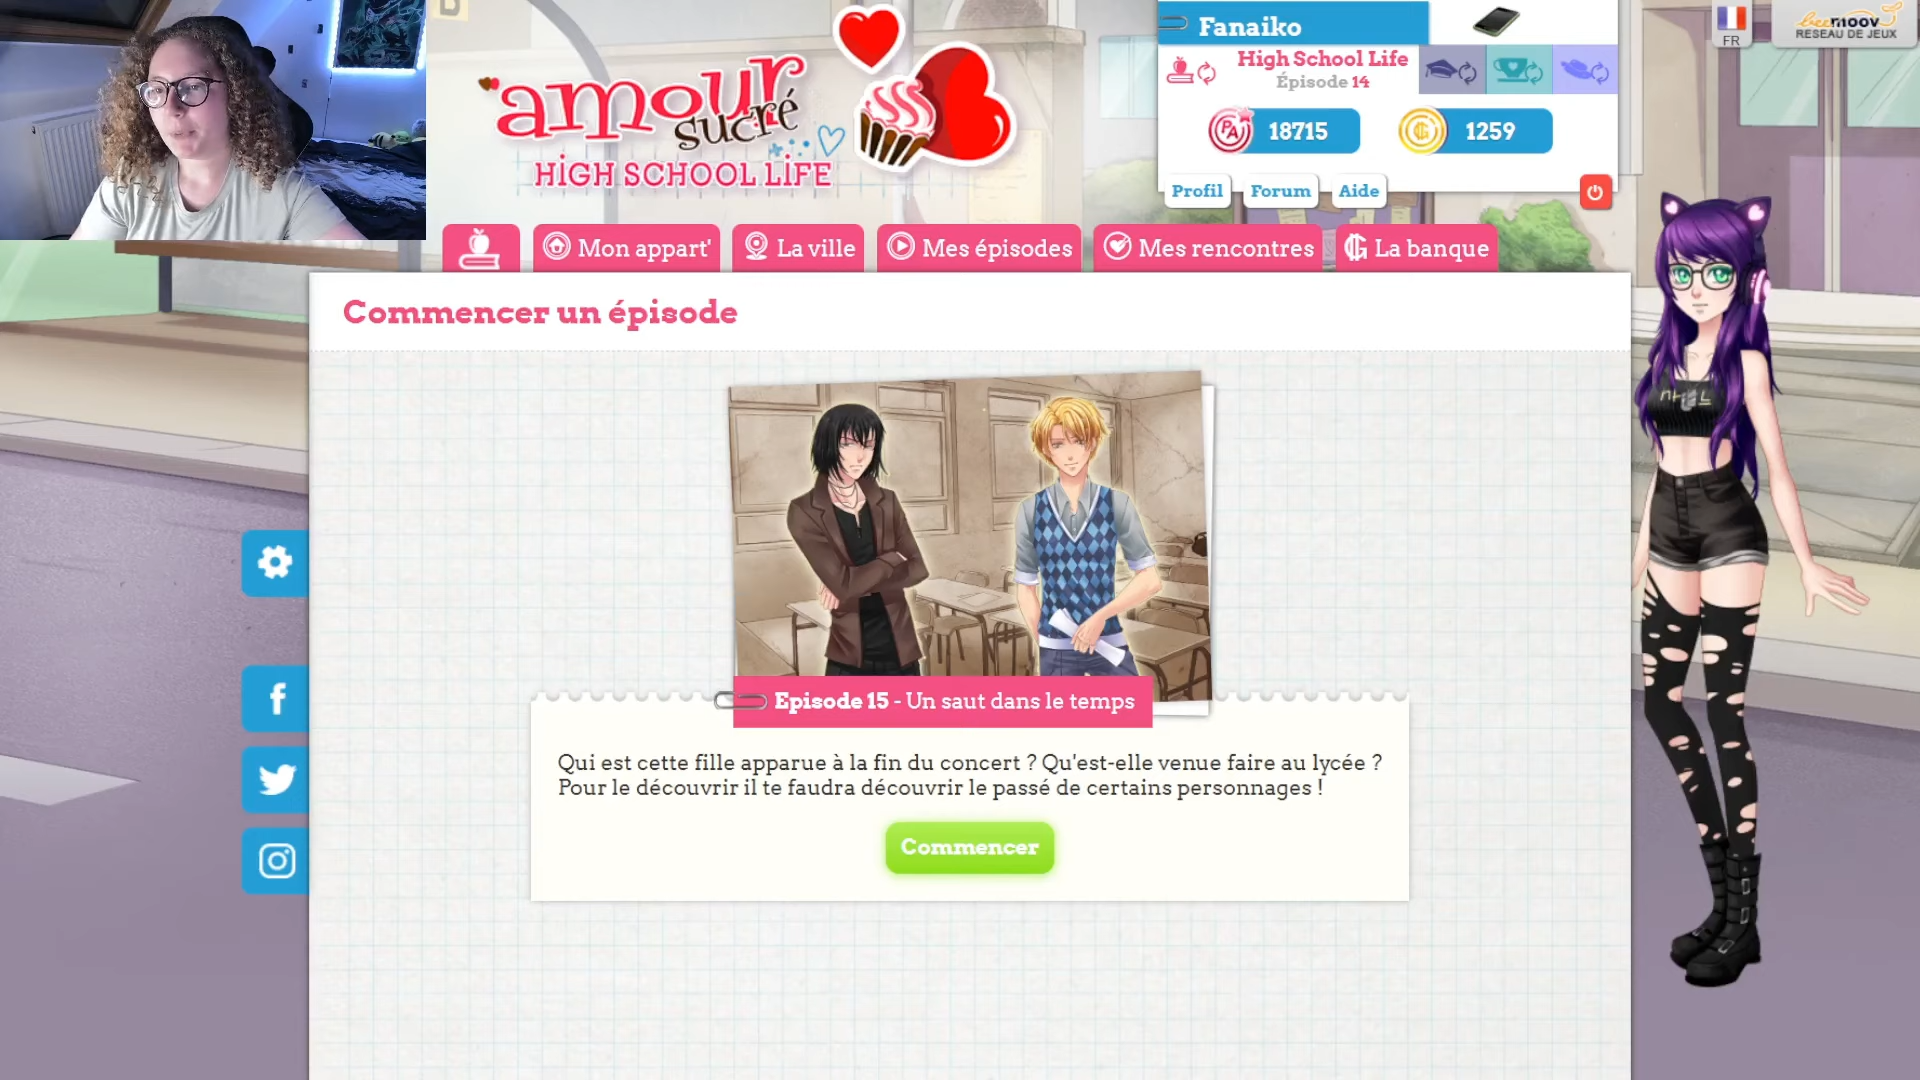 Fanaiko
FR
beemoov
RESEAU DE JEUX
amour
sucré
HiGH SCHOOL LiFE
High School Life
Épisode 14
PA 18715
1259
Profil
Forum
Aide
Mon appart'
La ville
Mes épisodes
Mes rencontres
La banque
Commencer un épisode
Episode 15 - Un saut dans le temps
Qui est cette fille apparue à la fin du concert ? Qu'est-elle venue faire au lycée ?
Pour le découvrir il te faudra découvrir le passé de certains personnages !
Commencer